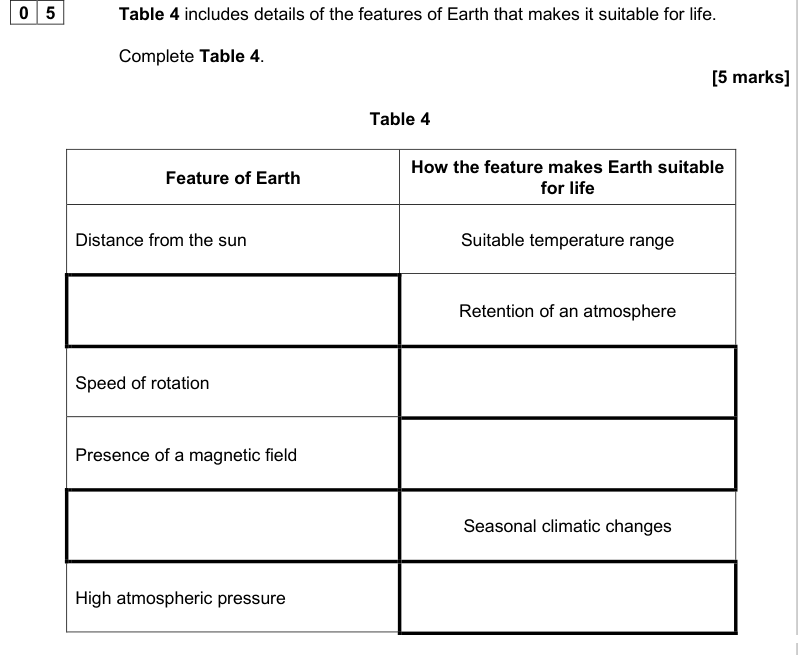 0 5 Table 4 includes details of the features of Earth that makes it suitable for life.
Complete Table 4.
[5 marks]
Table 4
Feature of Earth
How the feature makes Earth suitable
for life
Distance from the sun
Suitable temperature range
Retention of an atmosphere
Speed of rotation
Presence of a magnetic field
Seasonal climatic changes
High atmospheric pressure